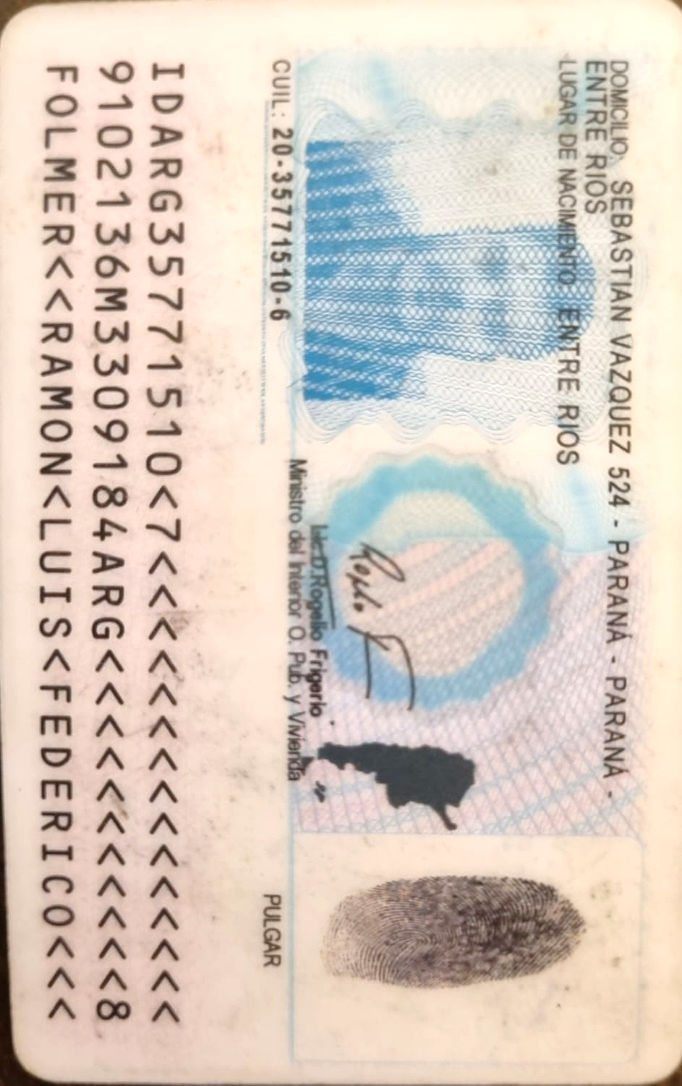 DOMICILIO: SEBASTIAN VAZQUEZ 524 - PARANÁ - PARANÁ -
ENTRE RIOS
LUGAR DE NACIMIENTO: ENTRE RIOS
Rogelio Frigerio
Ministro del Interior O. Pub. y Vivienda
CUIL: 20-35771510-6
PULGAR
IDARG35771510<7<<<<<<<<<<<<<<<
9102136M3309184ARG<<<<<<<<<<<8
FOLMER<<RAMON<LUIS<FEDERICO<<<